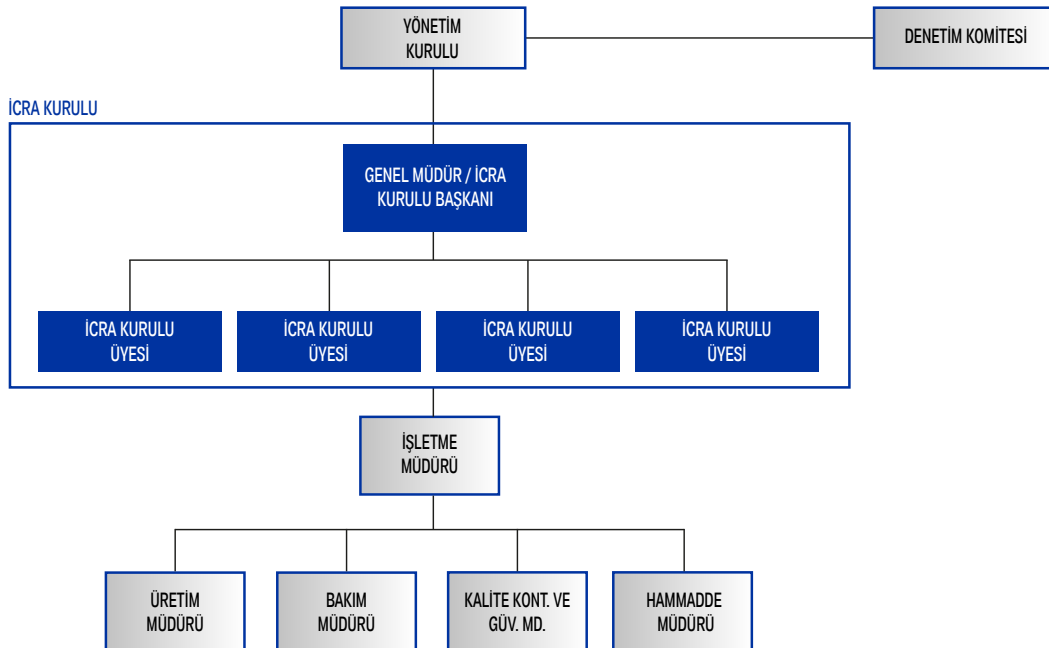 YÖNETİM
KURULU
DENETİM KOMİTESİ
İCRA KURULU
GENEL MÜDÜR / İCRA
KURULU BAŞKANI
İCRA KURULU
ÜYESİ
İCRA KURULU
ÜYESİ
İCRA KURULU
ÜYESİ
İCRA KURULU
ÜYESİ
İŞLETME
MÜDÜRÜ
ÜRETİM
MÜDÜRÜ
BAKIM
MÜDÜRÜ
KALİTE KONT. VE
GÜV. MD.
HAMMADDE
MÜDÜRÜ